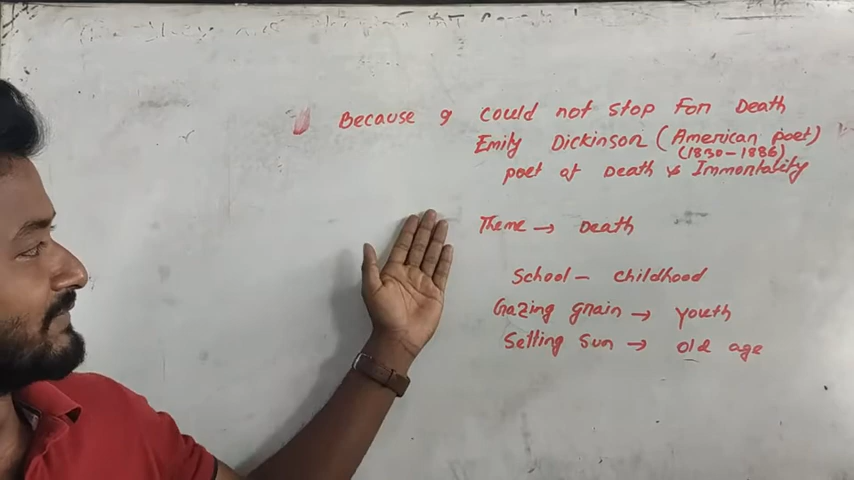 Because I could not stop For Death
Emily Dickinson (American poet)
(1830-1886)
poet of Death & Immortality
Theme → Death
School - childhood
Gazing grain → Youth
Setting Sun → old age